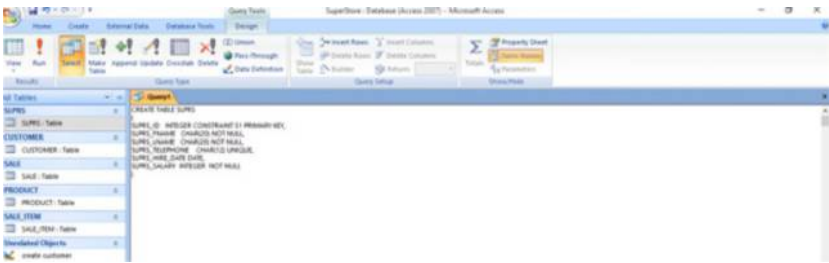 Query Tools
SuperStore : Database (Access 2007) - Microsoft Access
Home Create External Data Database Tools Design
View Run Select Make Table Append Update Crosstab Delete
Union
Pass-Through
Data Definition
Show Table
Insert Rows
Delete Rows
Builder
Insert Columns
Delete Columns
Return:
Totals
Property Sheet
Table Names
Parameters
Results Query Type Query Setup Show/Hide
All Tables
Query1
SUPRS
SUPRS : Table
CUSTOMER
CUSTOMER : Table
SALE
SALE : Table
PRODUCT
PRODUCT : Table
SALE_ITEM
SALE_ITEM : Table
Unrelated Objects
create customer
CREATE TABLE SUPRS
(
SUPRS_ID INTEGER CONSTRAINT S1 PRIMARY KEY,
SUPRS_FNAME CHAR(20) NOT NULL,
SUPRS_LNAME CHAR(20) NOT NULL,
SUPRS_TELEPHONE CHAR(12) UNIQUE,
SUPRS_HIRE_DATE DATE,
SUPRS_SALARY INTEGER NOT NULL
)